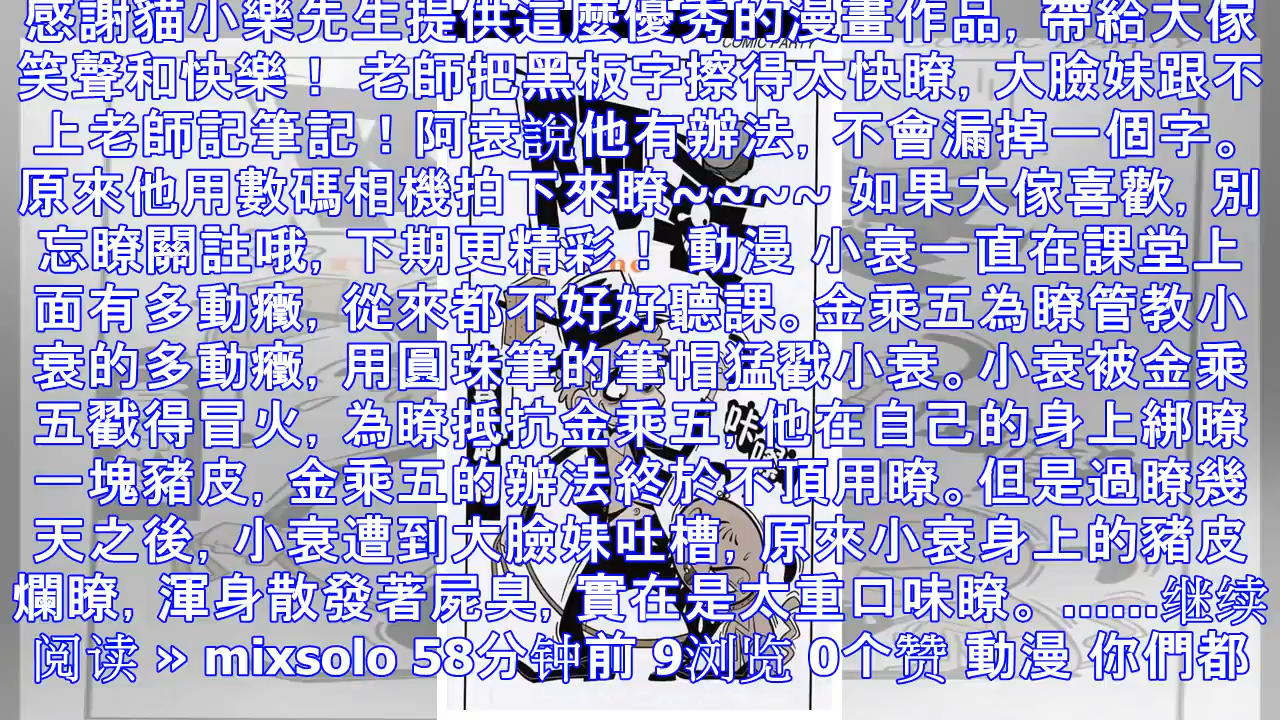 感謝貓小樂先生提供這麼優秀的漫畫作品, 帶給大傢
笑聲和快樂！ 老師把黑板字擦得太快瞭, 大臉妹跟不
上老師記筆記！阿衰說他有辦法, 不會漏掉一個字。
原來他用數碼相機拍下來瞭~~~~ 如果大傢喜歡, 別
忘瞭關註哦, 下期更精彩！ 動漫 小衰一直在課堂上
面有多動癥, 從來都不好好聽課。金乘五為瞭管教小
衰的多動癥, 用圓珠筆的筆帽猛戳小衰。小衰被金乘
五戳得冒火, 為瞭抵抗金乘五, 他在自己的身上綁瞭
一塊豬皮, 金乘五的辦法終於不頂用瞭。但是過瞭幾
天之後, 小衰遭到大臉妹吐槽, 原來小衰身上的豬皮
爛瞭, 渾身散發著屍臭, 實在是太重口味瞭。......继续
阅读 » mixsolo 58分钟前 9浏览 0个赞 動漫 你們都
COMIC PARTY